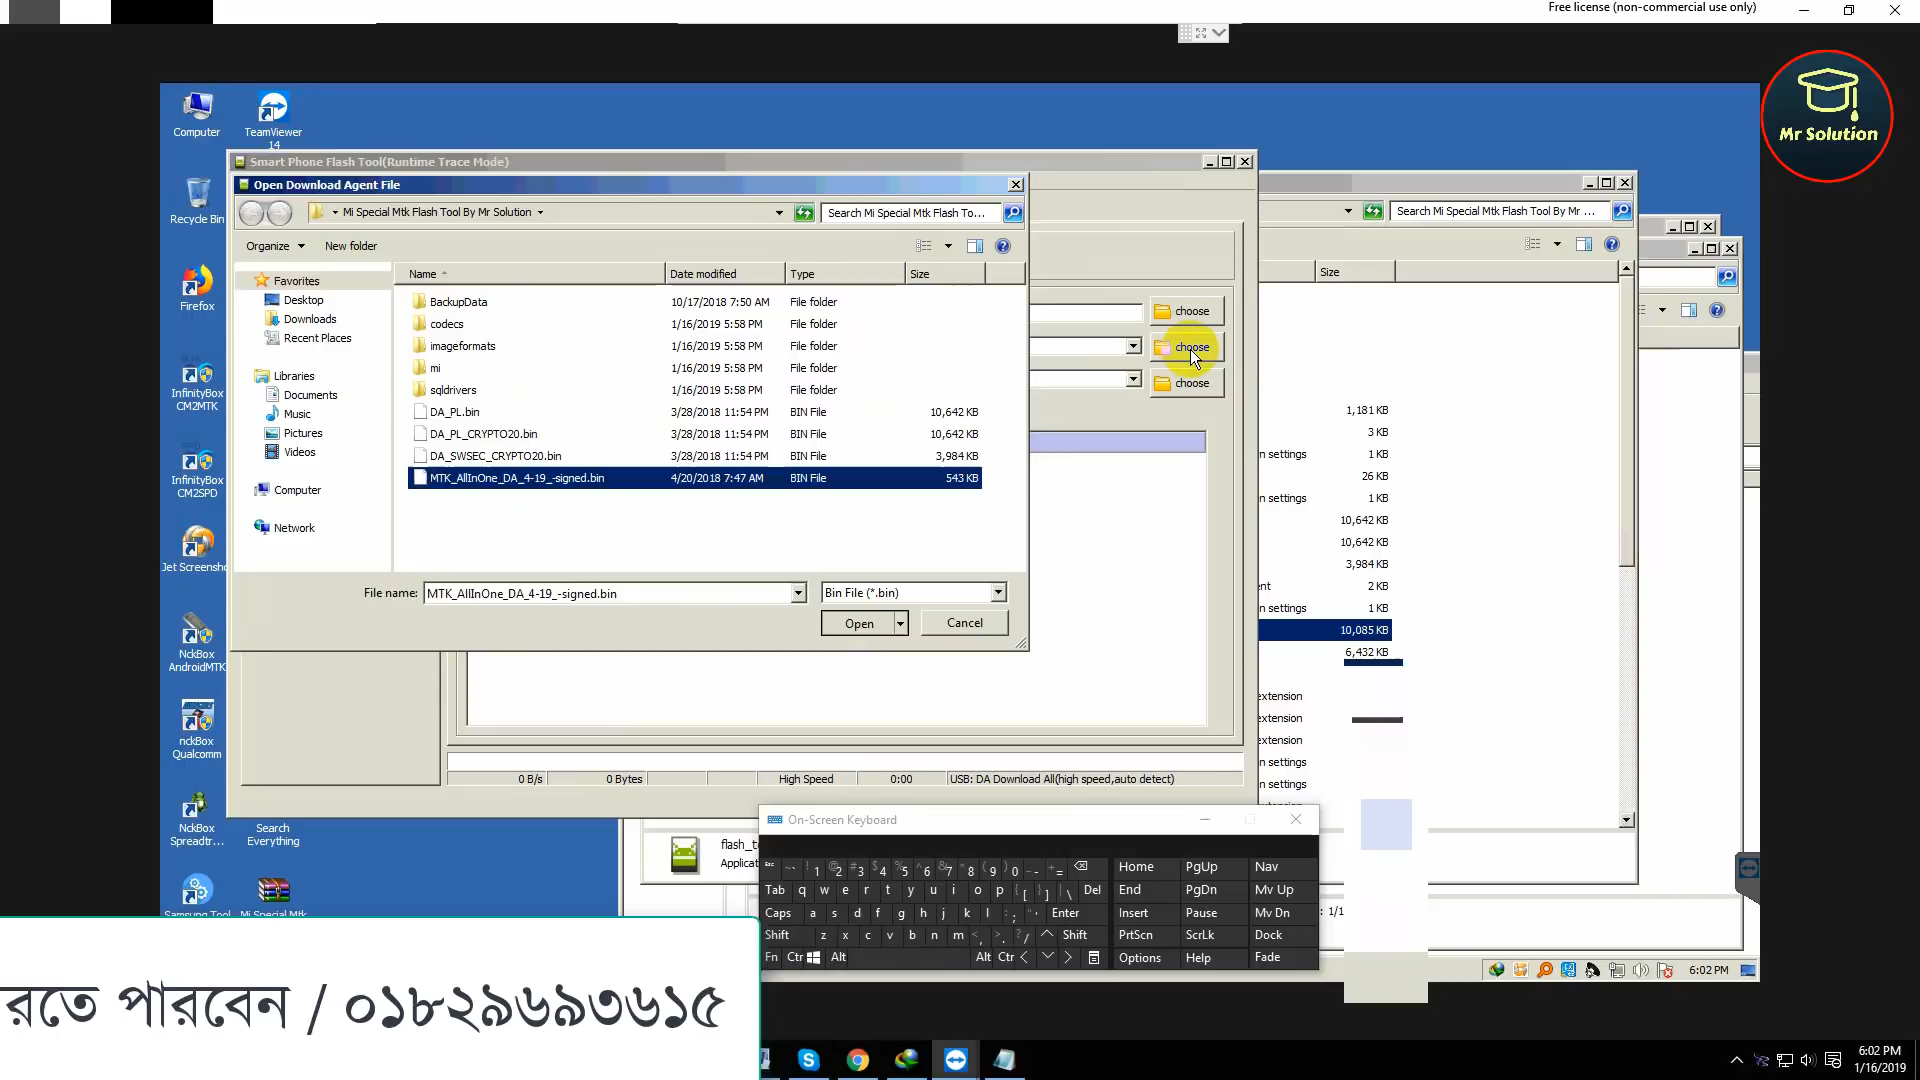 Free license (non-commercial use only)
Mr Solution
Computer
TeamViewer
14
Recycle Bin
Firefox
InfinityBox
CM2MTK
InfinityBox
CM2SPD
Jet Screensho
NckBox
AndroidMTK
nckBox
Qualcomm
NckBox
Spreadtr...
Search
Everything
Samsung Tool
Mi Special Mtk
Smart Phone Flash Tool(Runtime Trace Mode)
Open Download Agent File
Mi Special Mtk Flash Tool By Mr Solution
Search Mi Special Mtk Flash To...
Organize
New folder
Name
Date modified
Type
Size
Favorites
Desktop
Downloads
Recent Places
Libraries
Documents
Music
Pictures
Videos
Computer
Network
BackupData 10/17/2018 7:50 AM File folder
codecs 1/16/2019 5:58 PM File folder
imageformats 1/16/2019 5:58 PM File folder
mi 1/16/2019 5:58 PM File folder
sqldrivers 1/16/2019 5:58 PM File folder
DA_PL.bin 3/28/2018 11:54 PM BIN File 10,642 KB
DA_PL_CRYPTO20.bin 3/28/2018 11:54 PM BIN File 10,642 KB
DA_SWSEC_CRYPTO20.bin 3/28/2018 11:54 PM BIN File 3,984 KB
MTK_AllInOne_DA_4-19_-signed.bin 4/20/2018 7:47 AM BIN File 543 KB
File name: MTK_AllInOne_DA_4-19_-signed.bin
Bin File (*.bin)
Open
Cancel
choose
choose
choose
0 B/s
0 Bytes
High Speed
0:00
USB: DA Download All(high speed,auto detect)
Search Mi Special Mtk Flash Tool By Mr ...
Size
1,181 KB
3 KB
n settings 1 KB
26 KB
n settings 1 KB
10,642 KB
10,642 KB
3,984 KB
nt 2 KB
n settings 1 KB
10,085 KB
6,432 KB
extension
extension
extension
n settings
n settings
flash_to
Applicat
: 1/1
On-Screen Keyboard
Home PgUp Nav
Tab q w e r t y u i o p Del End PgDn Mv Up
Caps a s d f g h j k l Enter Insert Pause Mv Dn
Shift z x c v b n m Shift PrtScn ScrLk Dock
Fn Ctr Alt Alt Ctr Options Help Fade
6:02 PM
রতে পারবেন / ০১৮২৯৬৯৩৬১৫
6:02 PM
1/16/2019